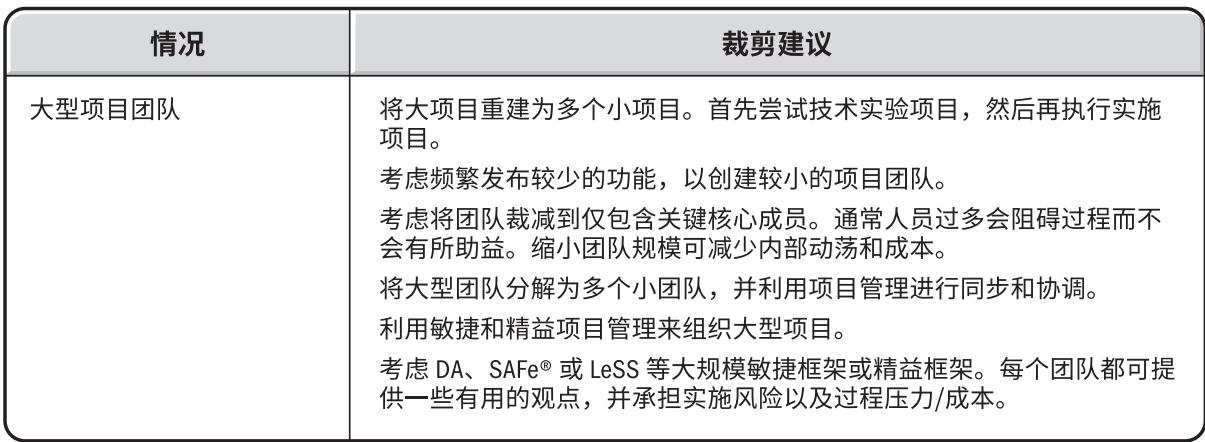 情况
裁剪建议
大型项目团队
将大项目重建为多个小项目。首先尝试技术实验项目，然后再执行实施
项目。
考虑频繁发布较少的功能，以创建较小的项目团队。
考虑将团队裁减到仅包含关键核心成员。通常人员过多会阻碍过程而不
会有所助益。缩小团队规模可减少内部动荡和成本。
将大型团队分解为多个小团队，并利用项目管理进行同步和协调。
利用敏捷和精益项目管理来组织大型项目。
考虑 DA、SAFe® 或 LeSS 等大规模敏捷框架或精益框架。每个团队都可提
供一些有用的观点，并承担实施风险以及过程压力/成本。